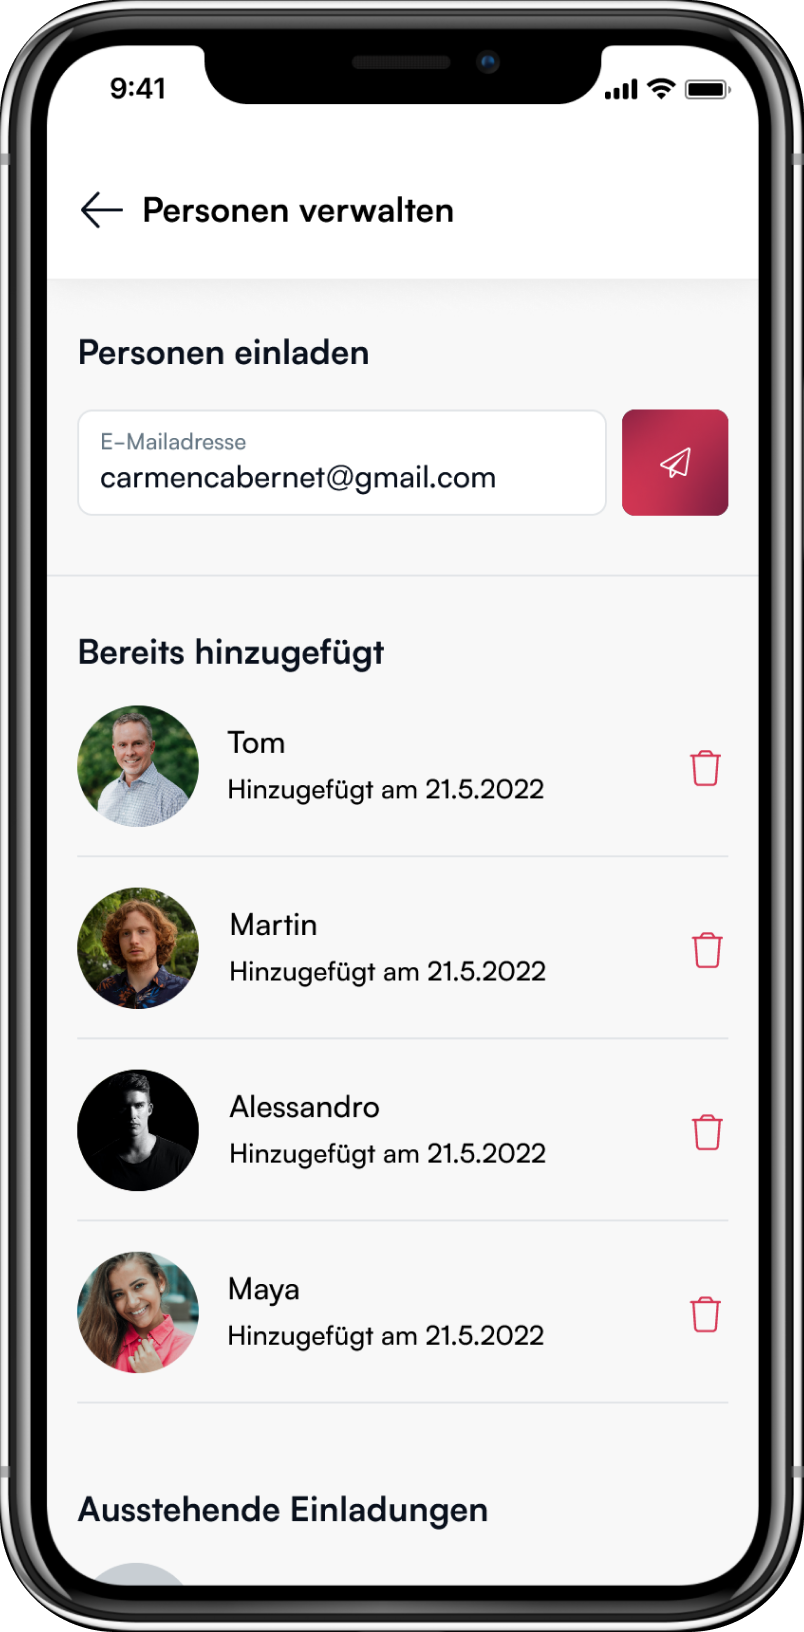 9:41
Personen verwalten
Personen einladen
E-Mailadresse
carmencabernet@gmail.com
Bereits hinzugefügt
Tom
Hinzugefügt am 21.5.2022
Martin
Hinzugefügt am 21.5.2022
Alessandro
Hinzugefügt am 21.5.2022
Maya
Hinzugefügt am 21.5.2022
Ausstehende Einladungen